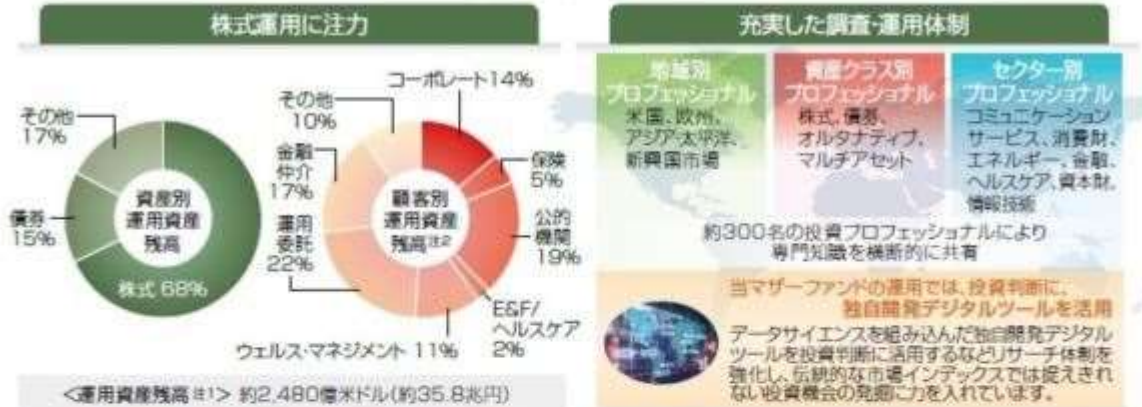 株式運用に注力
その他
17%
債券
15%
株式 68%
資産別
運用資産
残高
コーポレート14%
保険
5%
公的
機関
19%
E&F/
ヘルスケア
2%
ウェルス・マネジメント 11%
運用
委託
22%
金融
仲介
17%
その他
10%
顧客別
運用資産
残高注2
<運用資産残高注1> 約2,480億米ドル(約35.8兆円)
充実した調査・運用体制
地域別
プロフェッショナル
米国、欧州、
アジア・太平洋、
新興国市場
資産クラス別
プロフェッショナル
株式、債券、
オルタナティブ、
マルチアセット
セクター別
プロフェッショナル
コミュニケーション
サービス、消費財、
エネルギー、金融、
ヘルスケア、資本財、
情報技術
約300名の投資プロフェッショナルにより
専門知識を横断的に共有
当マザーファンドの運用では、投資判断に、
独自開発デジタルツールを活用
データサイエンスを組み込んだ独自開発デジタル
ツールを投資判断に活用するなどリサーチ体制を
強化し、伝統的な市場インデックスでは捉えきれ
ない投資機会の発掘に力を入れています。